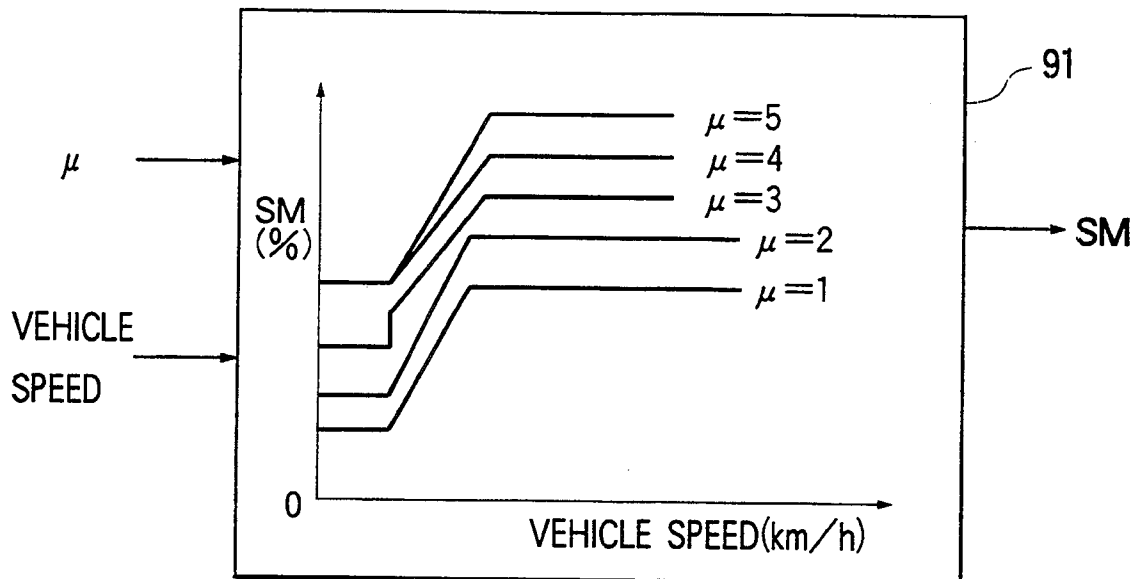 91
μ
VEHICLE
SPEED
SM
(%)
μ=5
μ=4
μ=3
μ=2
μ=1
0
VEHICLE SPEED(km/h)
SM